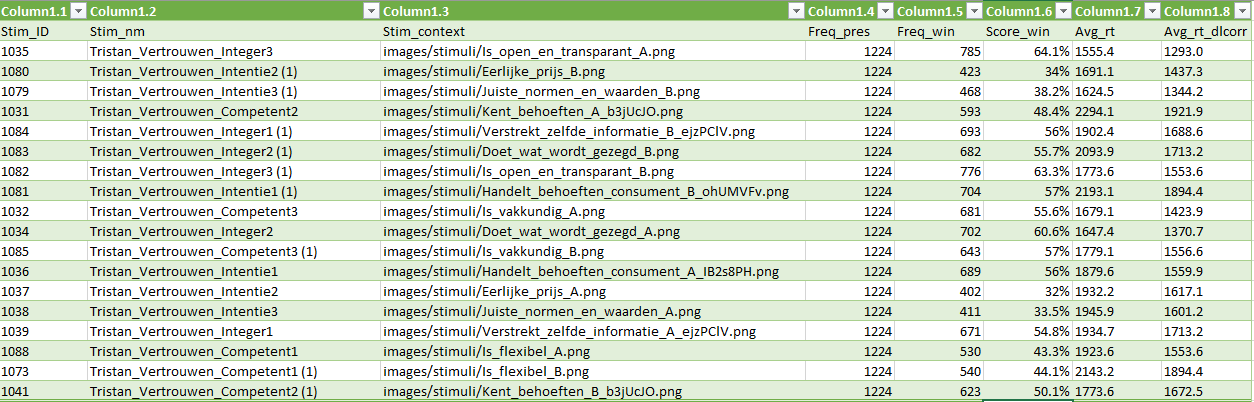 Column1.1 Column1.2 Column1.3 Column1.4 Column1.5 Column1.6 Column1.7 Column1.8
Stim_ID Stim_nm Stim_context Freq_pres Freq_win Score_win Avg_rt Avg_rt_dlcorr
1035 Tristan_Vertrouwen_Integer3 images/stimuli/Is_open_en_transparant_A.png 1224 785 64.1% 1555.4 1293.0
1080 Tristan_Vertrouwen_Intentie2 (1) images/stimuli/Eerlijke_prijs_B.png 1224 423 34% 1691.1 1437.3
1079 Tristan_Vertrouwen_Intentie3 (1) images/stimuli/Juiste_normen_en_waarden_B.png 1224 468 38.2% 1624.5 1344.2
1031 Tristan_Vertrouwen_Competent2 images/stimuli/Kent_behoeften_A_b3jUcJO.png 1224 593 48.4% 2294.1 1921.9
1084 Tristan_Vertrouwen_Integer1 (1) images/stimuli/Verstrekt_zelfde_informatie_B_ejzPClV.png 1224 693 56% 1902.4 1688.6
1083 Tristan_Vertrouwen_Integer2 (1) images/stimuli/Doet_wat_wordt_gezegd_B.png 1224 682 55.7% 2093.9 1713.2
1082 Tristan_Vertrouwen_Integer3 (1) images/stimuli/Is_open_en_transparant_B.png 1224 776 63.3% 1773.6 1553.6
1081 Tristan_Vertrouwen_Intentie1 (1) images/stimuli/Handelt_behoeften_consument_B_ohUMVFv.png 1224 704 57% 2193.1 1894.4
1032 Tristan_Vertrouwen_Competent3 images/stimuli/Is_vakkundig_A.png 1224 681 55.6% 1679.1 1423.9
1034 Tristan_Vertrouwen_Integer2 images/stimuli/Doet_wat_wordt_gezegd_A.png 1224 702 60.6% 1647.4 1370.7
1085 Tristan_Vertrouwen_Competent3 (1) images/stimuli/Is_vakkundig_B.png 1224 643 57% 1779.1 1556.6
1036 Tristan_Vertrouwen_Intentie1 images/stimuli/Handelt_behoeften_consument_A_IB2s8PH.png 1224 689 56% 1879.6 1559.9
1037 Tristan_Vertrouwen_Intentie2 images/stimuli/Eerlijke_prijs_A.png 1224 402 32% 1932.2 1617.1
1038 Tristan_Vertrouwen_Intentie3 images/stimuli/Juiste_normen_en_waarden_A.png 1224 411 33.5% 1945.9 1601.2
1039 Tristan_Vertrouwen_Integer1 images/stimuli/Verstrekt_zelfde_informatie_A_ejzPClV.png 1224 671 54.8% 1934.7 1713.2
1088 Tristan_Vertrouwen_Competent1 images/stimuli/Is_flexibel_A.png 1224 530 43.3% 1923.6 1553.6
1073 Tristan_Vertrouwen_Competent1 (1) images/stimuli/Is_flexibel_B.png 1224 540 44.1% 2143.2 1894.4
1041 Tristan_Vertrouwen_Competent2 (1) images/stimuli/Kent_behoeften_B_b3jUcJO.png 1224 623 50.1% 1773.6 1672.5